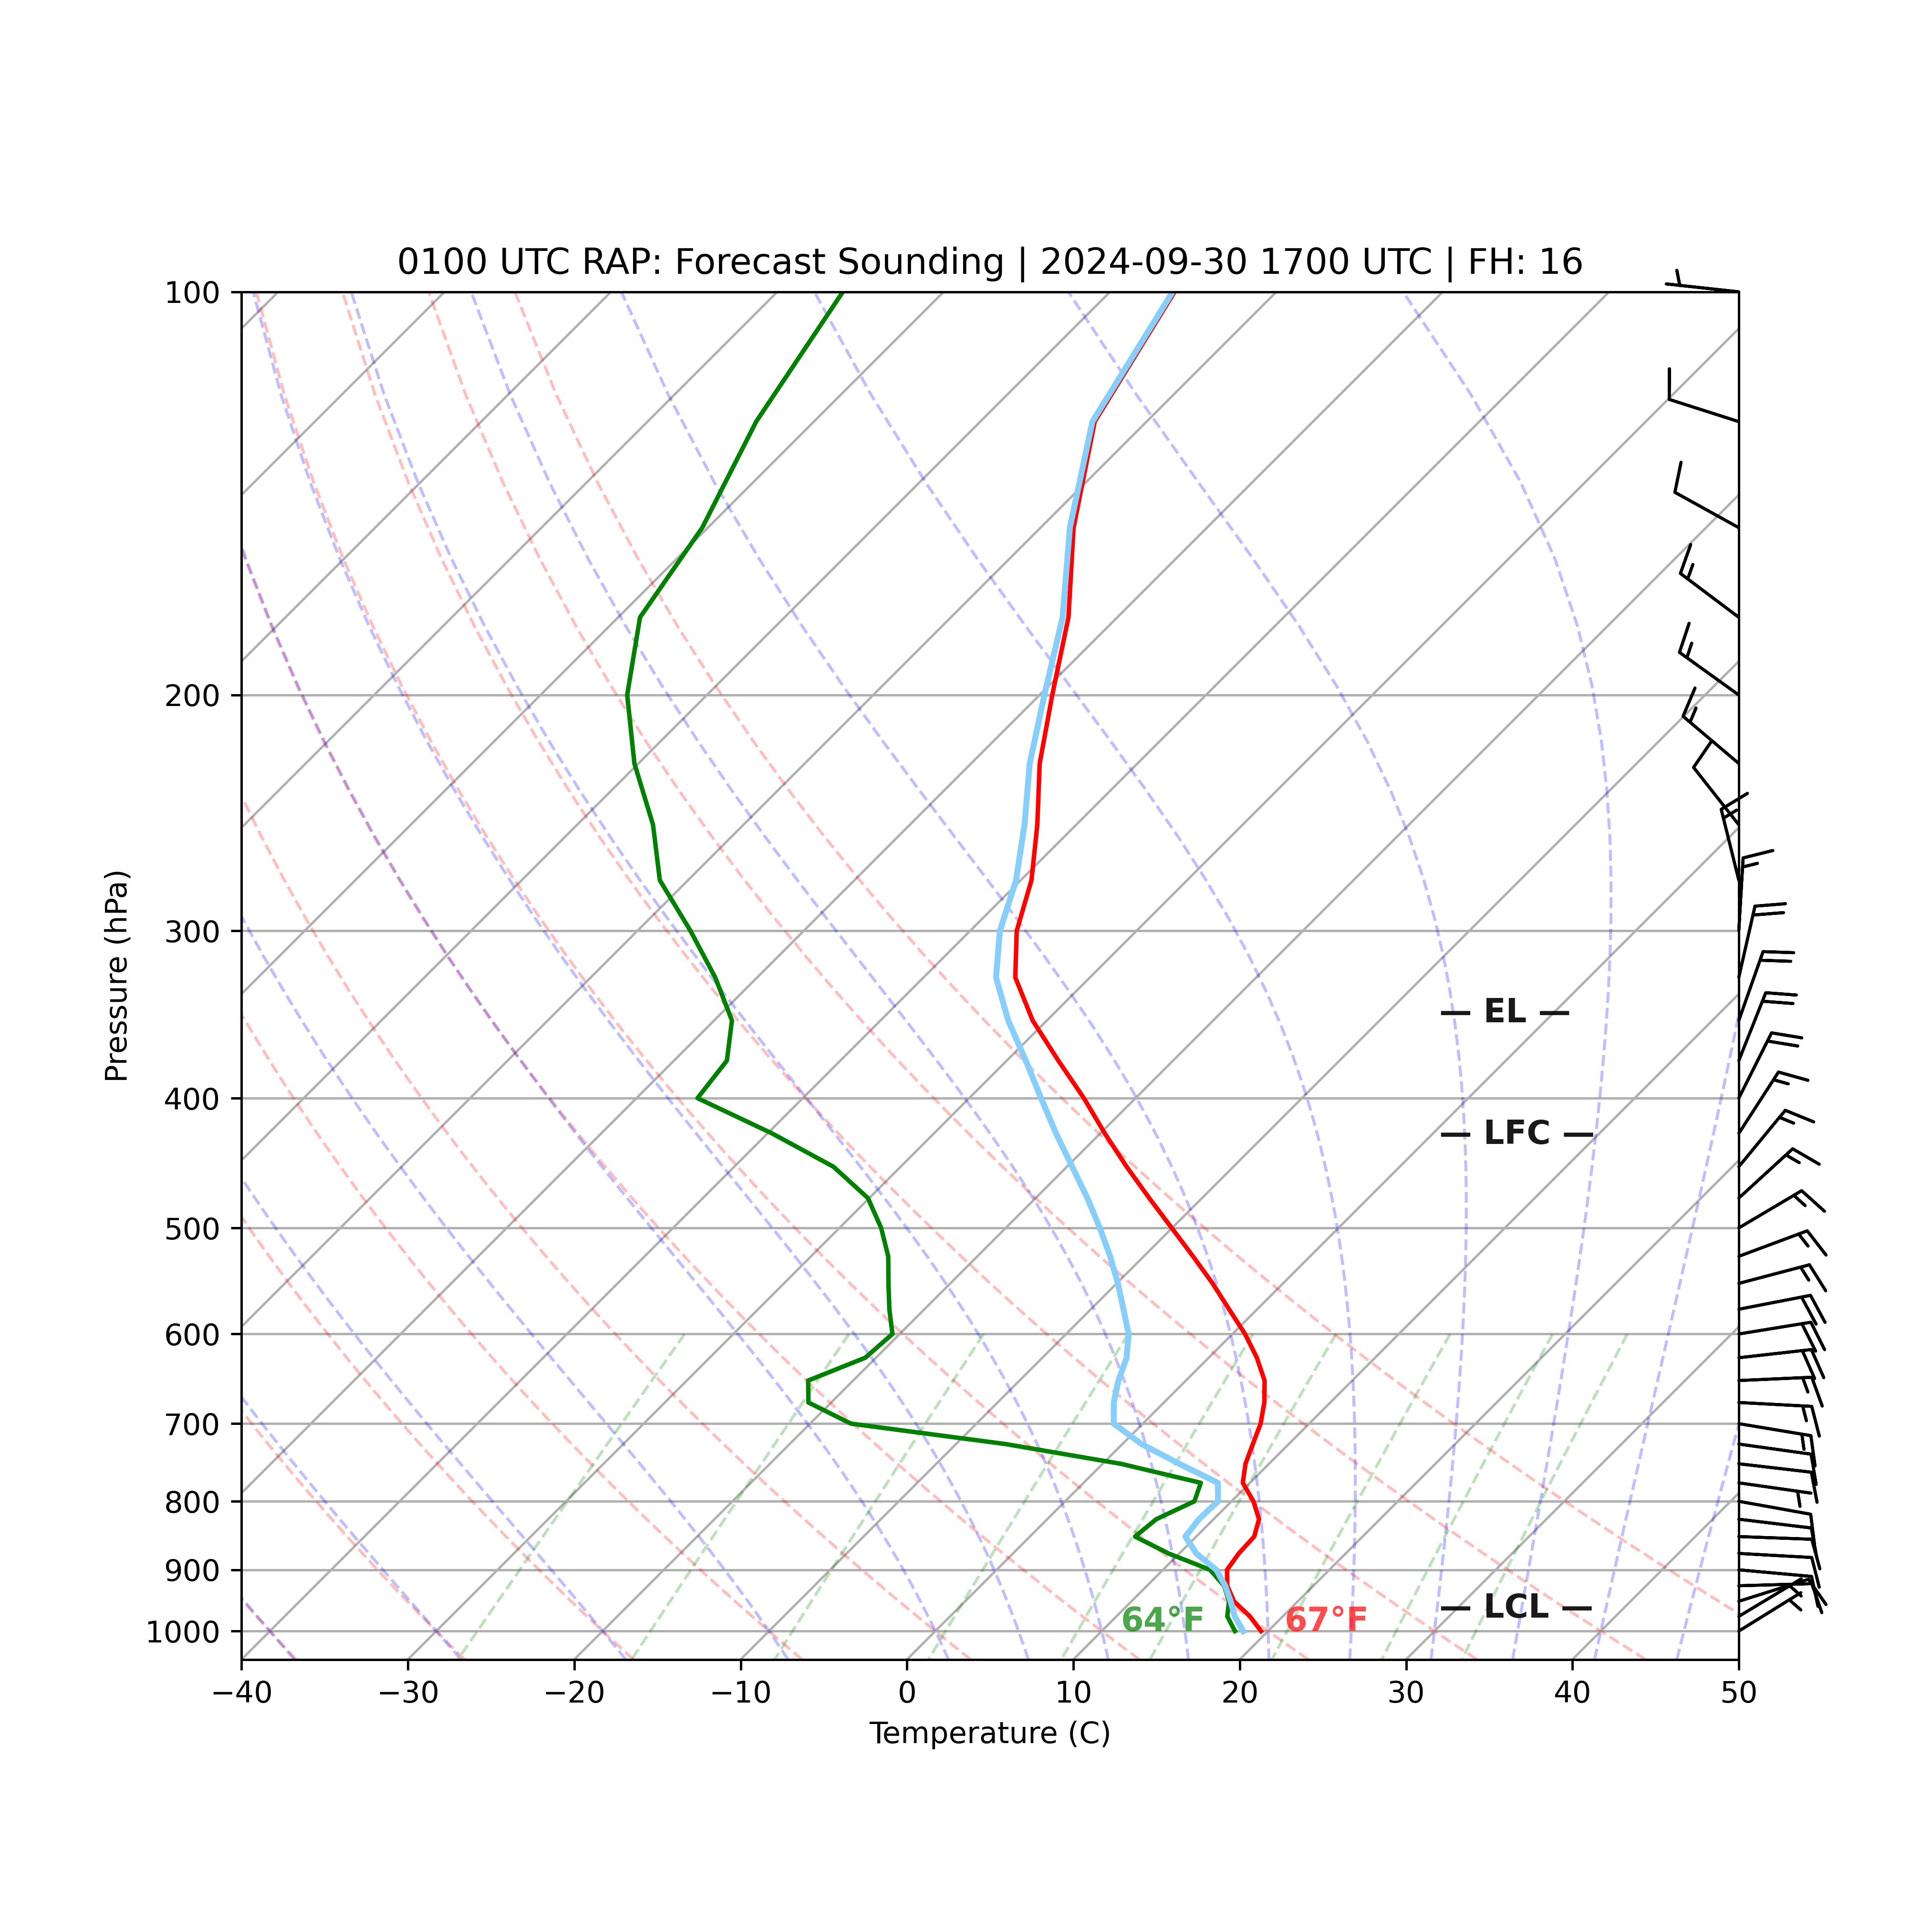 0100 UTC RAP: Forecast Sounding | 2024-09-30 1700 UTC | FH: 16
100
200
300
400
500
600
700
800
900
1000
Pressure (hPa)
— EL —
— LFC —
— LCL —
64°F 67°F
−40 −30 −20 −10 0 10 20 30 40 50
Temperature (C)